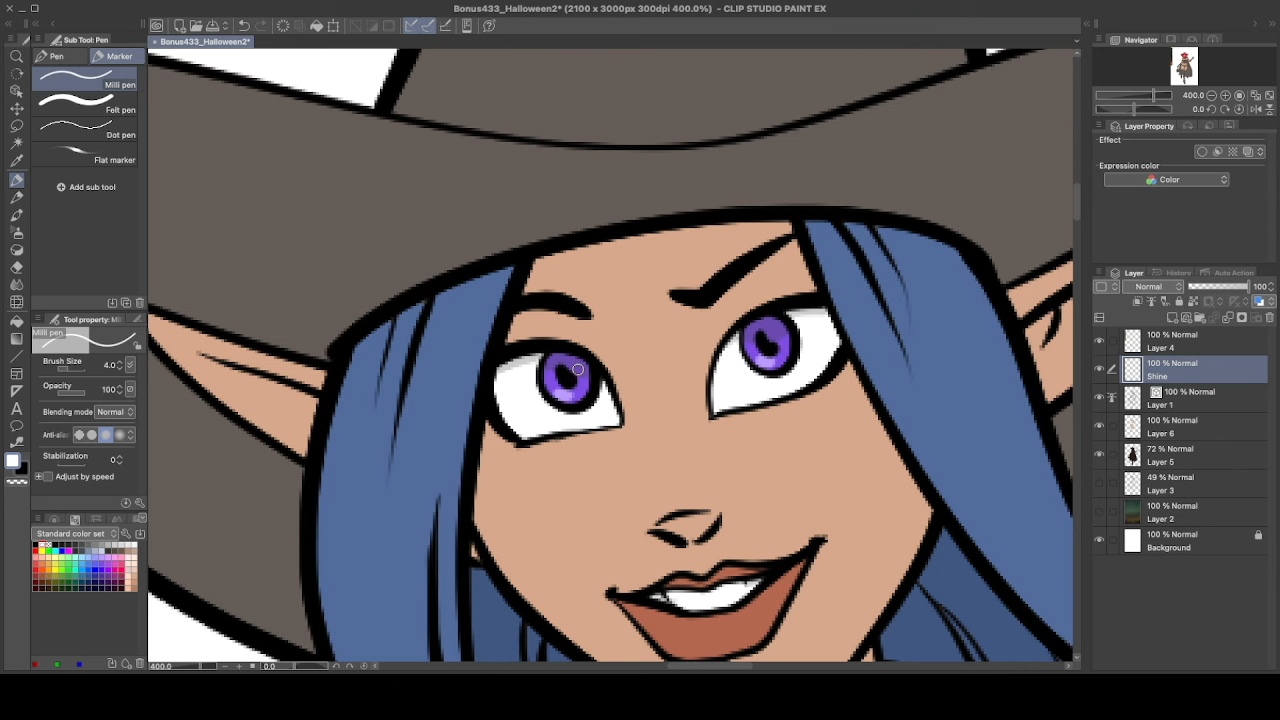 Bonus433_Halloween2* (2100 x 3000px 300dpi 400.0%) - CLIP STUDIO PAINT EX
Sub Tool: Pen
Bonus433_Halloween2*
Navigator
Pen
Marker
Milli pen
Felt pen
Dot pen
Flat marker
Add sub tool
400.0
0.0
Layer Property
Effect
Expression color
Color
Layer
History
Auto Action
Normal
100
100 % Normal
Layer 4
100 % Normal
Shine
100 % Normal
Layer 1
100 % Normal
Layer 6
72 % Normal
Layer 5
49 % Normal
Layer 3
100 % Normal
Layer 2
100 % Normal
Background
Tool property: Mi
Milli pen
Brush Size
4.0
Opacity
100
Blending mode
Normal
Anti-alia
Stabilization
0
Adjust by speed
Standard color set
400.0
0.0